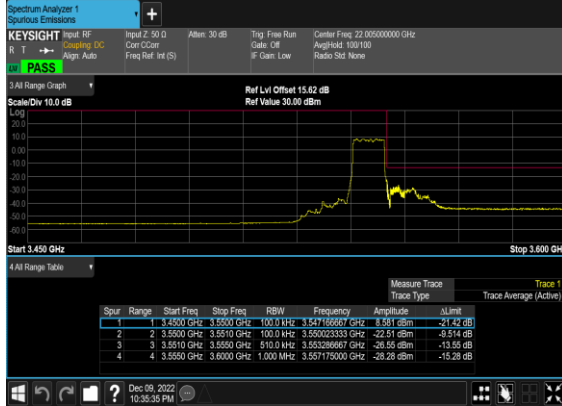 Spectrum Analyzer 1
Spurious Emissions
+
KEYSIGHT Input: RF Input Z: 50 Ω Atten: 30 dB Trig: Free Run Center Freq: 22.005000000 GHz
R T Coupling: DC Corr CCorr Gate: Off Avg|Hold: 100/100
Align: Auto Freq Ref: Int (S) IF Gain: Low Radio Std: None
PASS
3 All Range Graph
Ref Lvl Offset 15.62 dB
Scale/Div 10.0 dB Ref Value 30.00 dBm
Log
20.0
10.0
0.00
-10.0
-20.0
-30.0
-40.0
-50.0
-60.0
Start 3.450 GHz Stop 3.600 GH
4 All Range Table
Measure Trace Trace 1
Trace Type Trace Average (Active)
Spur Range Start Freq Stop Freq RBW Frequency Amplitude ΔLimit
1 1 3.4500 GHz 3.5500 GHz 100.0 kHz 3.547166667 GHz 8.581 dBm -21.42 dB
2 2 3.5500 GHz 3.5510 GHz 100.0 kHz 3.550023333 GHz -22.51 dBm -9.514 dB
3 3 3.5510 GHz 3.5550 GHz 510.0 kHz 3.553286667 GHz -26.55 dBm -13.55 dB
4 4 3.5550 GHz 3.6000 GHz 1.000 MHz 3.557175000 GHz -28.28 dBm -15.28 dB
? Dec 09, 2022
10:35:35 PM